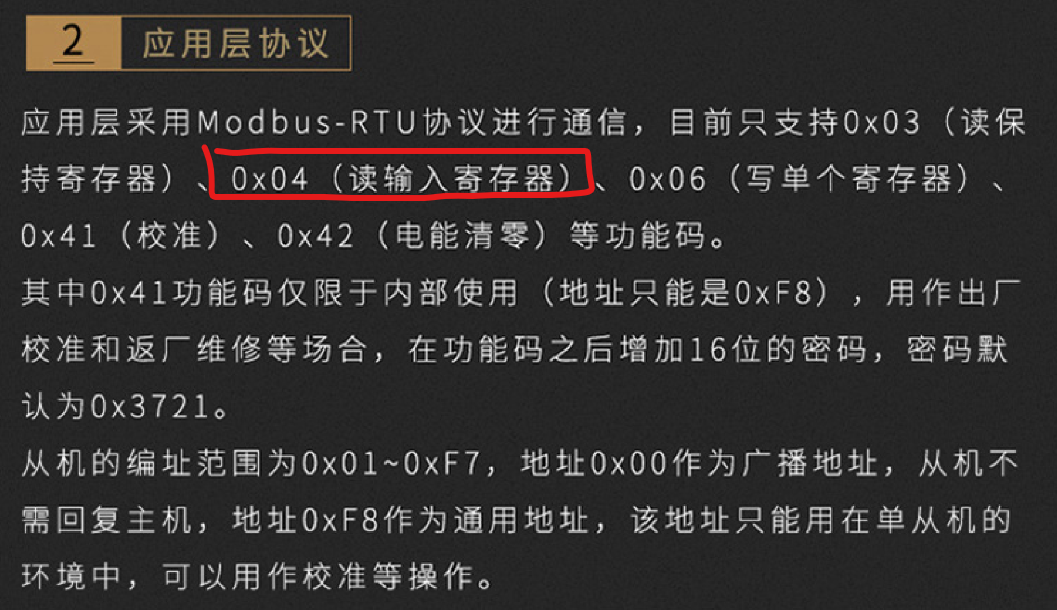 2 应用层协议
应用层采用Modbus-RTU协议进行通信，目前只支持0x03（读保
持寄存器）、0x04（读输入寄存器）、0x06（写单个寄存器）、
0x41（校准）、0x42（电能清零）等功能码。
其中0x41功能码仅限于内部使用（地址只能是0xF8），用作出厂
校准和返厂维修等场合，在功能码之后增加16位的密码，密码默
认为0x3721。
从机的编址范围为0x01~0xF7，地址0x00作为广播地址，从机不
需回复主机，地址0xF8作为通用地址，该地址只能用在单从机的
环境中，可以用作校准等操作。